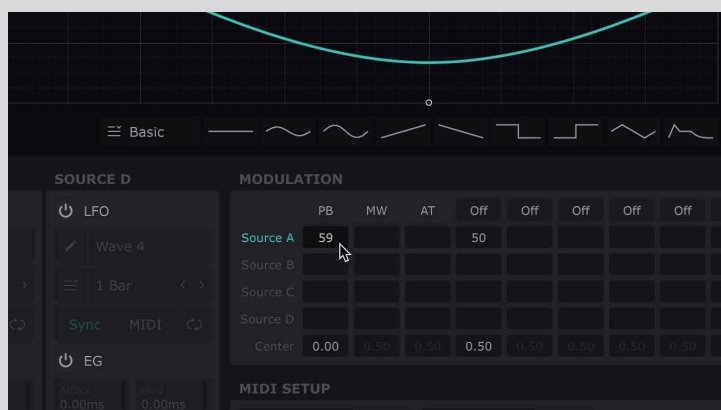 Basic
SOURCE D
MODULATION
LFO
PB MW AT Off Off Off Off Off
Wave 4
Source A 59 50
Source B
1 Bar
Source C
Sync MIDI
Source D
Center 0.00 0.50 0.50 0.50 0.50 0.50 0.50 0.50
EG
MIDI SETUP
Attack Hold
0.00ms 0.00ms